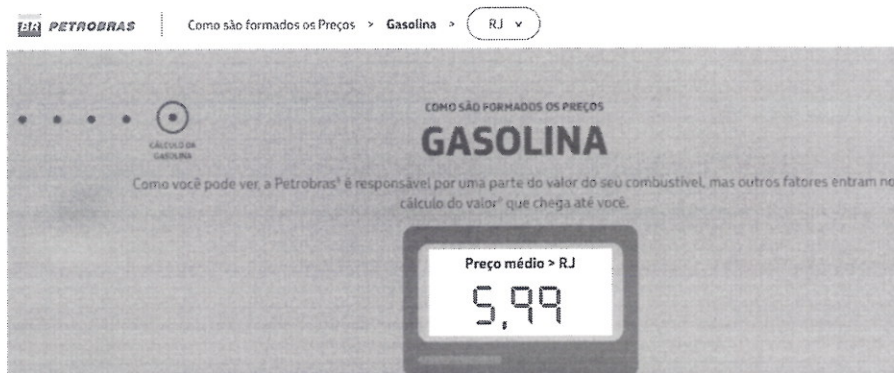 BR PETROBRAS
Como são formados os Preços > Gasolina > RJ
COMO SÃO FORMADOS OS PREÇOS
CÁLCULO DA
GASOLINA
GASOLINA
Como você pode ver, a Petrobras¹ é responsável por uma parte do valor do seu combustível, mas outros fatores entram no
cálculo do valor² que chega até você.
Preço médio > RJ
5,99